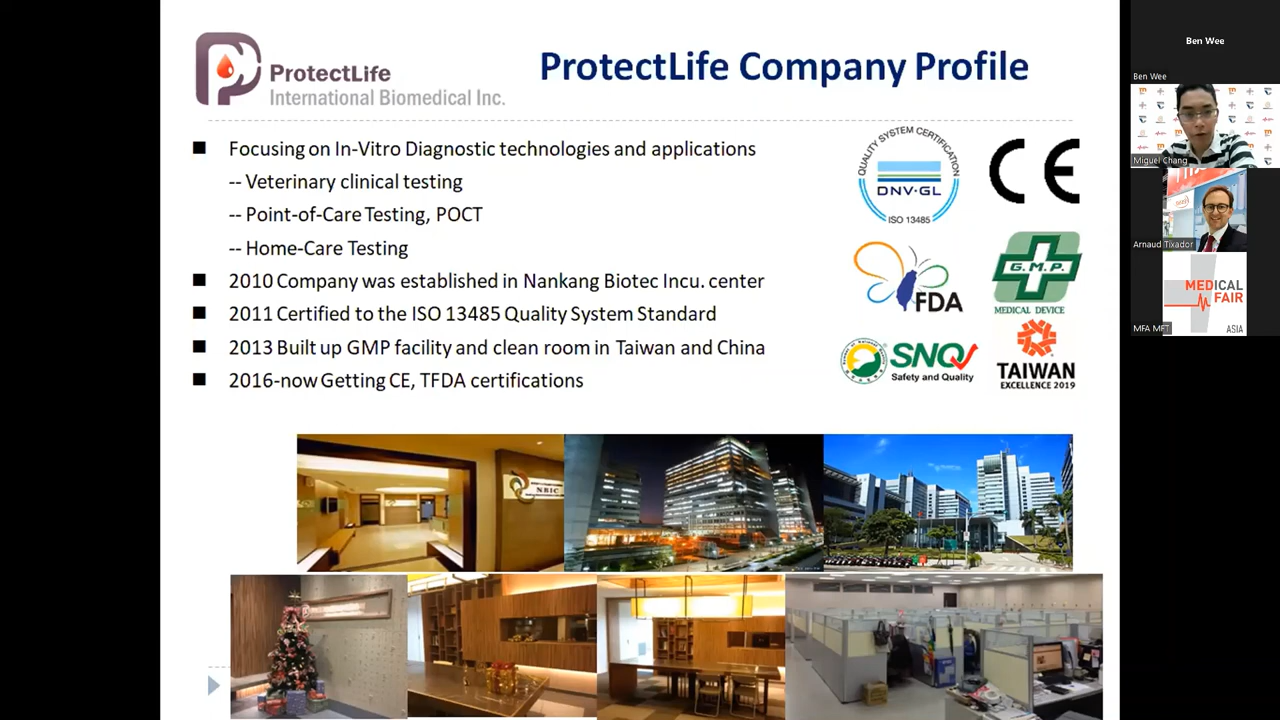 ProtectLife
International Biomedical Inc.
ProtectLife Company Profile
Focusing on In-Vitro Diagnostic technologies and applications
-- Veterinary clinical testing
-- Point-of-Care Testing, POCT
-- Home-Care Testing
2010 Company was established in Nankang Biotec Incu. center
2011 Certified to the ISO 13485 Quality System Standard
2013 Built up GMP facility and clean room in Taiwan and China
2016-now Getting CE, TFDA certifications
QUALITY SYSTEM CERTIFICATION
DNV·GL
ISO 13485
CE
FDA
G.M.P.
MEDICAL DEVICE
SNQ
Safety and Quality
TAIWAN
EXCELLENCE 2019
NBIC
Ben Wee
Ben Wee
Miguel Chang
Arnaud Tixador
MEDICAL
FAIR
ASIA
MFA MFT